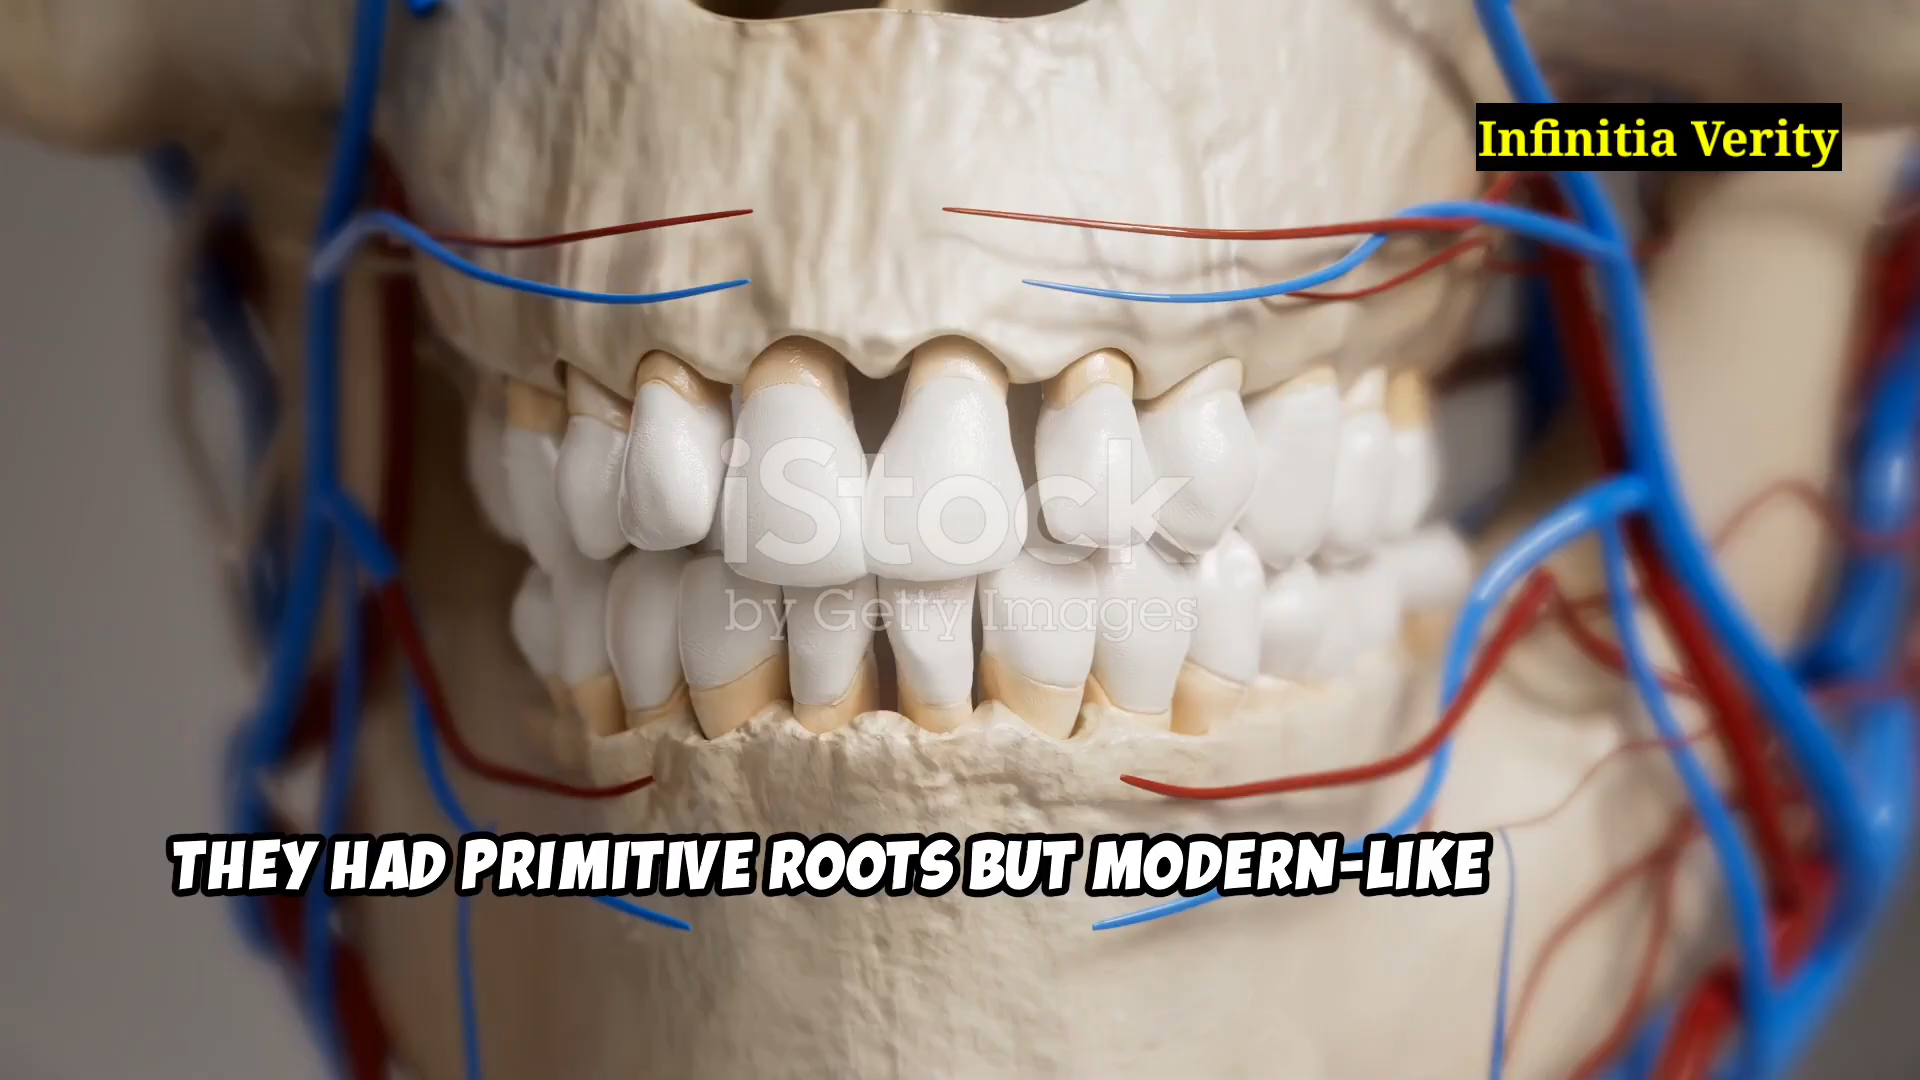 Infinitia Verity
iStock
by Getty Images
THEY HAD PRIMITIVE ROOTS BUT MODERN-LIKE